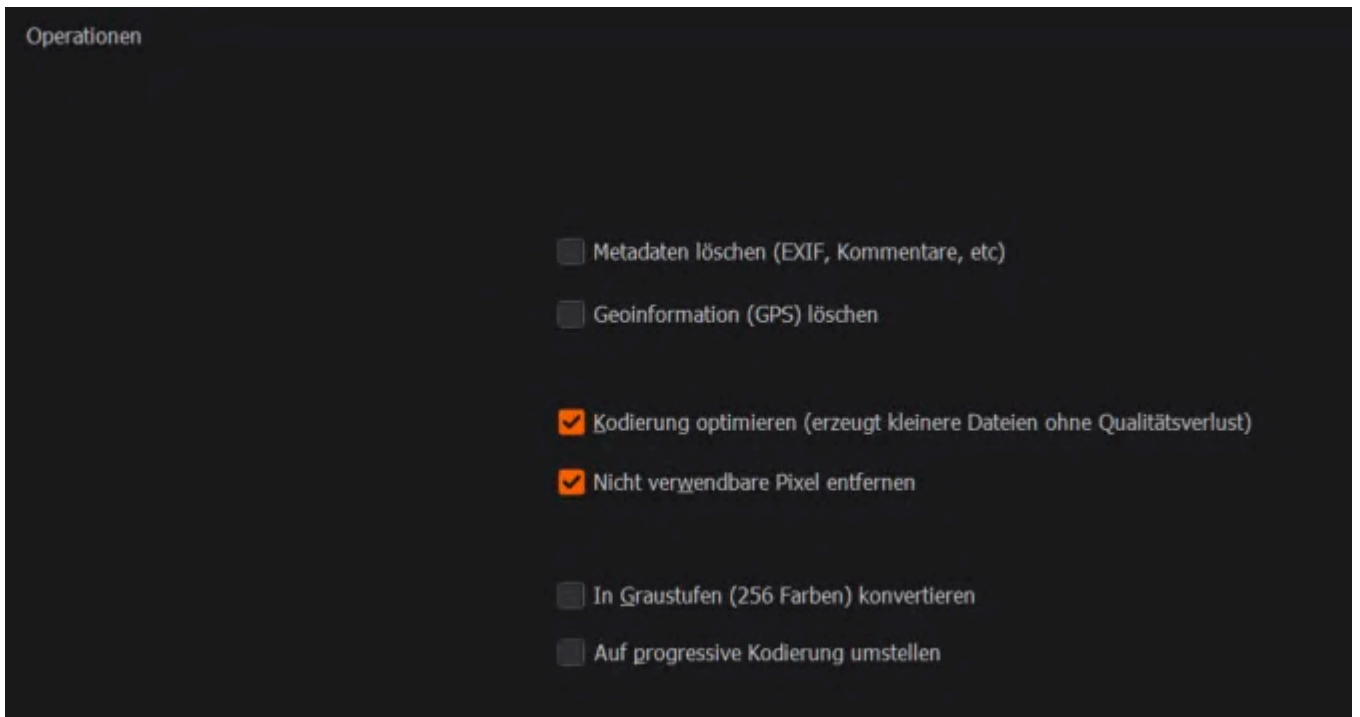 Operationen
Metadaten löschen (EXIF, Kommentare, etc)
Geoinformation (GPS) löschen
Kodierung optimieren (erzeugt kleinere Dateien ohne Qualitätsverlust)
Nicht verwendbare Pixel entfernen
In Graustufen (256 Farben) konvertieren
Auf progressive Kodierung umstellen